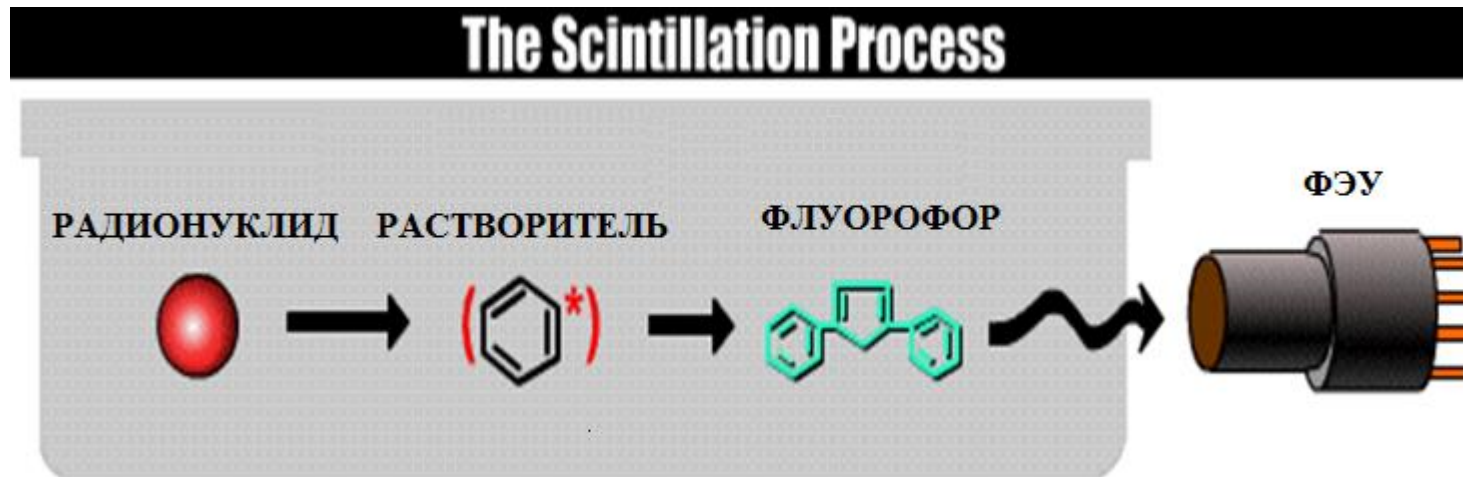 The Scintillation Process
РАДИОНУКЛИД
РАСТВОРИТЕЛЬ
ФЛУОРОФОР
ФЭУ
(*)